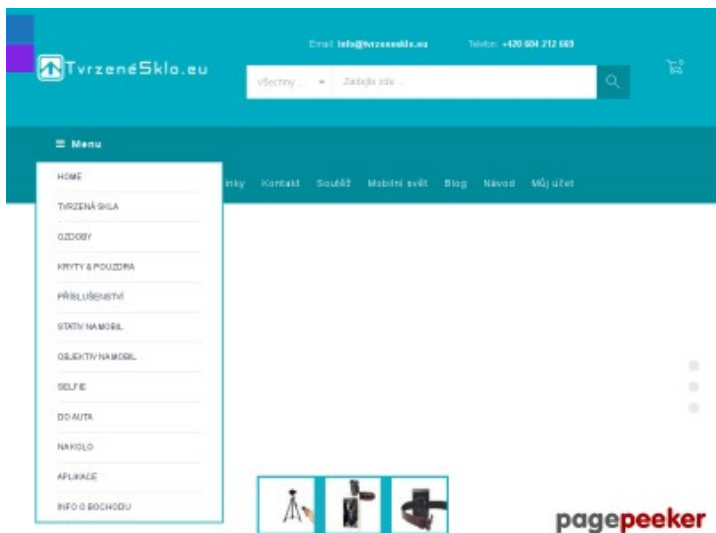 Email: info@tvrzenesklo.eu Telefon: +420 604 212 669
TvrzenéSklo.eu
Všechny ... Zadejte zde ...
Menu
HOME
inky Kontakt Soutěž Mobilní svět Blog Návod Můj účet
TVRZENÁ SKLA
OZDOBY
KRYTY & POUZDRA
PŘÍSLUŠENSTVÍ
STATIV NA MOBIL
OBJEKTIV NA MOBIL
SELFIE
DO AUTA
NA KOLO
APLIKACE
INFO O OBCHODU
pagepeeker